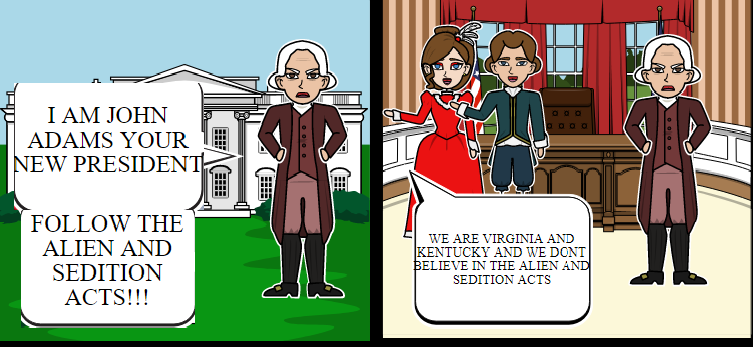 I AM JOHN
ADAMS YOUR
NEW PRESIDENT
FOLLOW THE
ALIEN AND
SEDITION
ACTS!!!
WE ARE VIRGINIA AND
KENTUCKY AND WE DONT
BELIEVE IN THE ALIEN AND
SEDITION ACTS